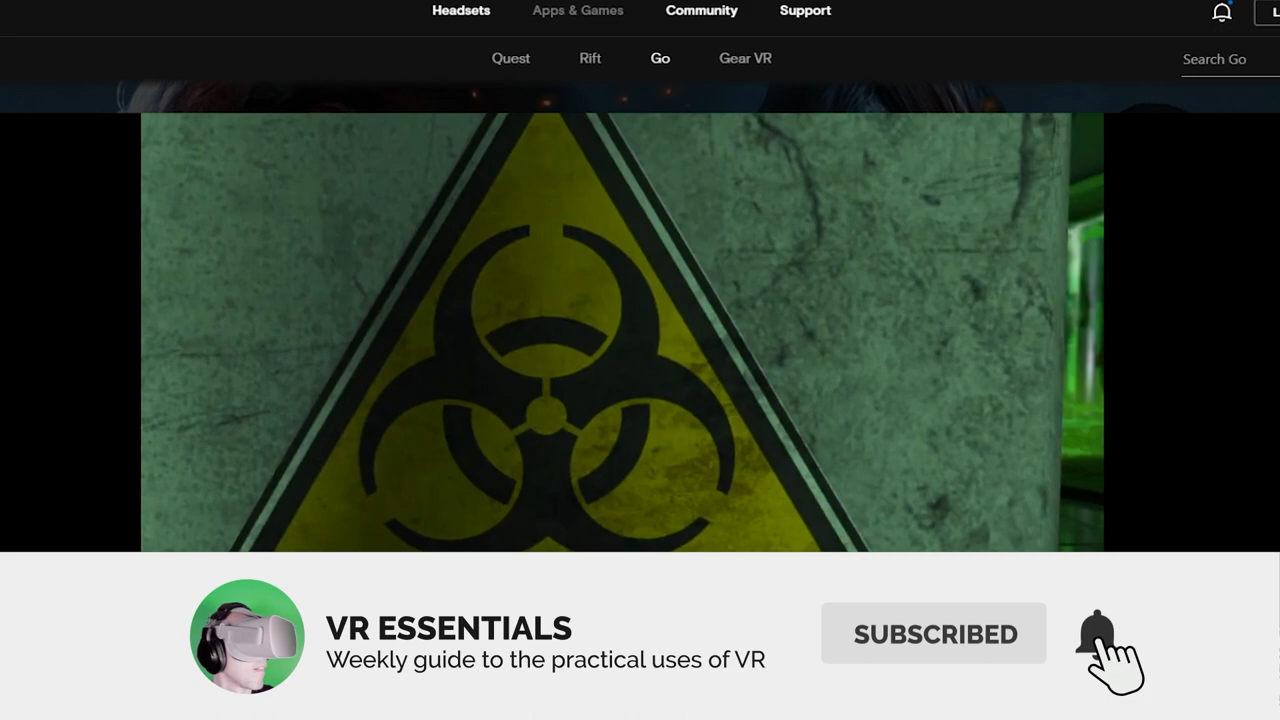 Headsets Apps & Games Community Support
Quest Rift Go Gear VR Search Go
VR ESSENTIALS
Weekly guide to the practical uses of VR
SUBSCRIBED